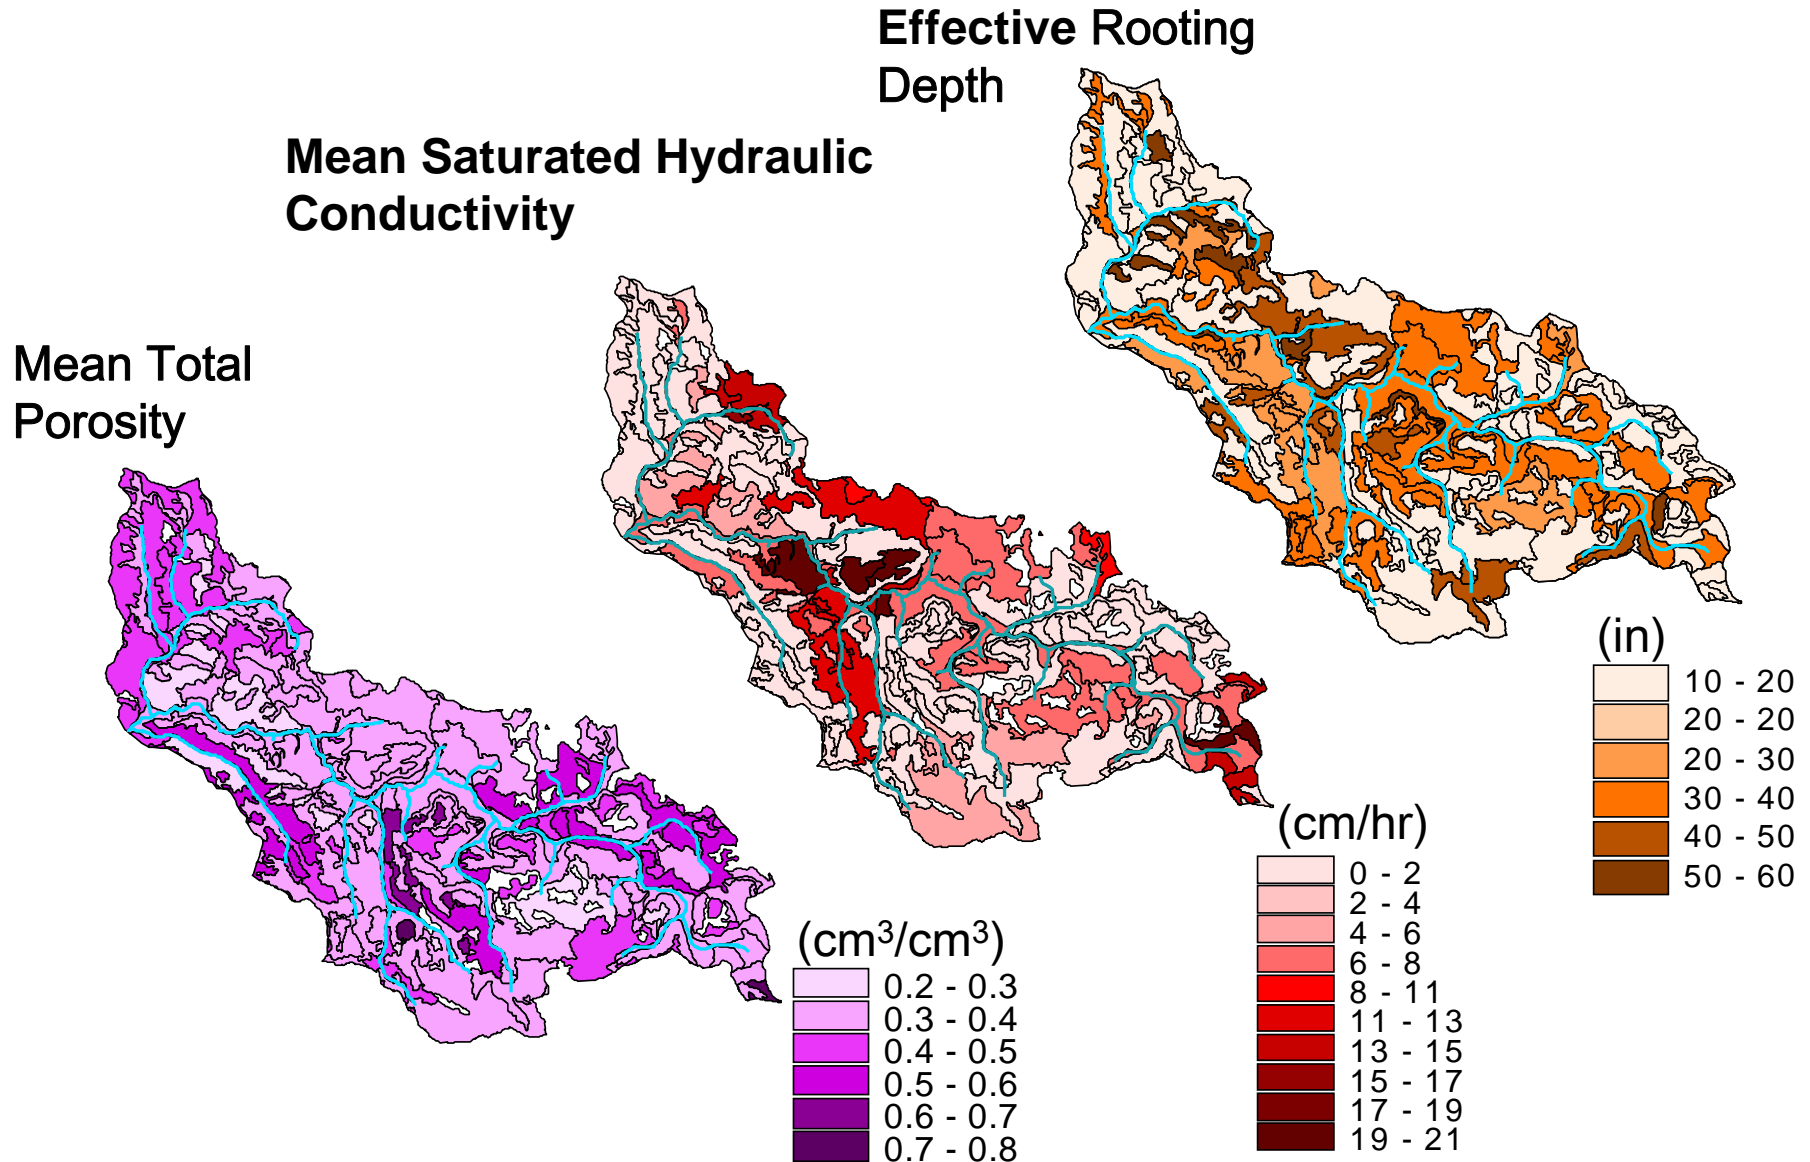 Effective Rooting
Depth
Mean Saturated Hydraulic
Conductivity
Mean Total
Porosity
(in)
10 - 20
20 - 20
20 - 30
30 - 40
40 - 50
50 - 60
(cm/hr)
0 - 2
2 - 4
4 - 6
6 - 8
8 - 11
11 - 13
13 - 15
15 - 17
17 - 19
19 - 21
(cm³/cm³)
0.2 - 0.3
0.3 - 0.4
0.4 - 0.5
0.5 - 0.6
0.6 - 0.7
0.7 - 0.8